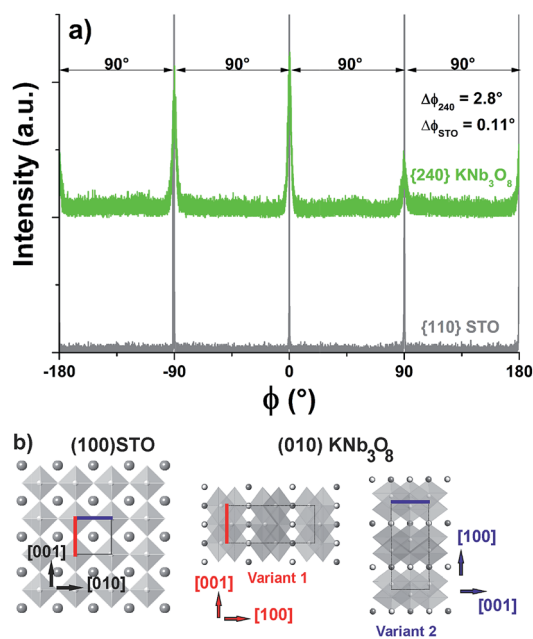 a)
90° 90° 90° 90°
Δϕ240 = 2.8°
ΔϕSTO = 0.11°
{240} KNb3O8
{110} STO
Intensity (a.u.)
-180 -90 0 90 180
ϕ (°)
b) (100)STO (010) KNb3O8
[001]
[010]
[001] Variant 1
[100]
[100]
[001]
Variant 2